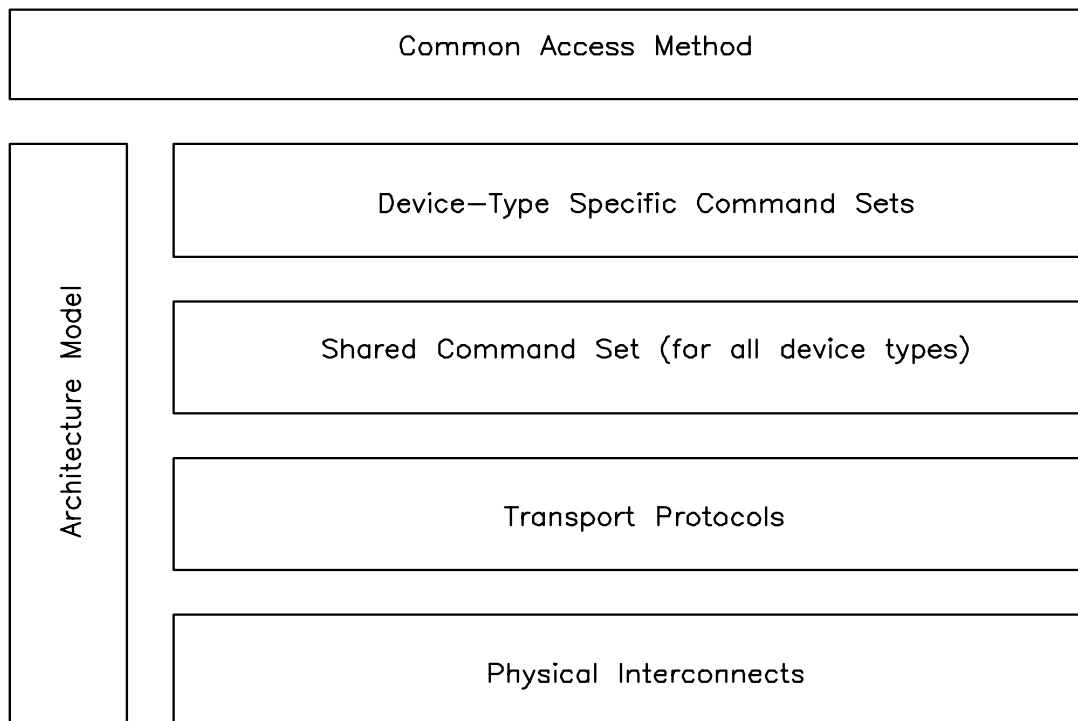 Common Access Method
Device-Type Specific Command Sets
Shared Command Set (for all device types)
Architecture Model
Transport Protocols
Physical Interconnects